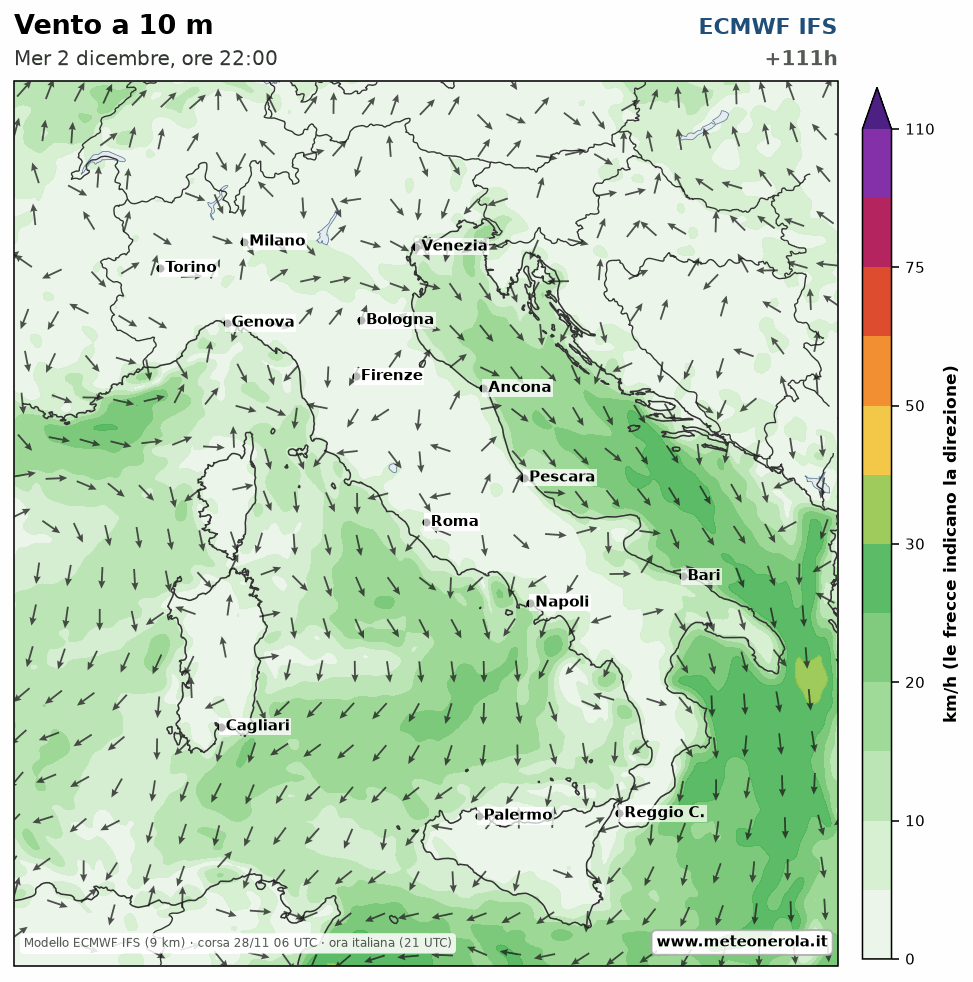 Vento a 10 m
ECMWF IFS
Mer 2 dicembre, ore 22:00
+111h
Milano
Venezia
Torino
Genova
Bologna
Firenze
Ancona
Pescara
Roma
Bari
Napoli
Cagliari
Palermo
Reggio C.
110
75
50
30
20
10
0
km/h (le frecce indicano la direzione)
Modello ECMWF IFS (9 km) · corsa 28/11 06 UTC · ora italiana (21 UTC)
www.meteonerola.it